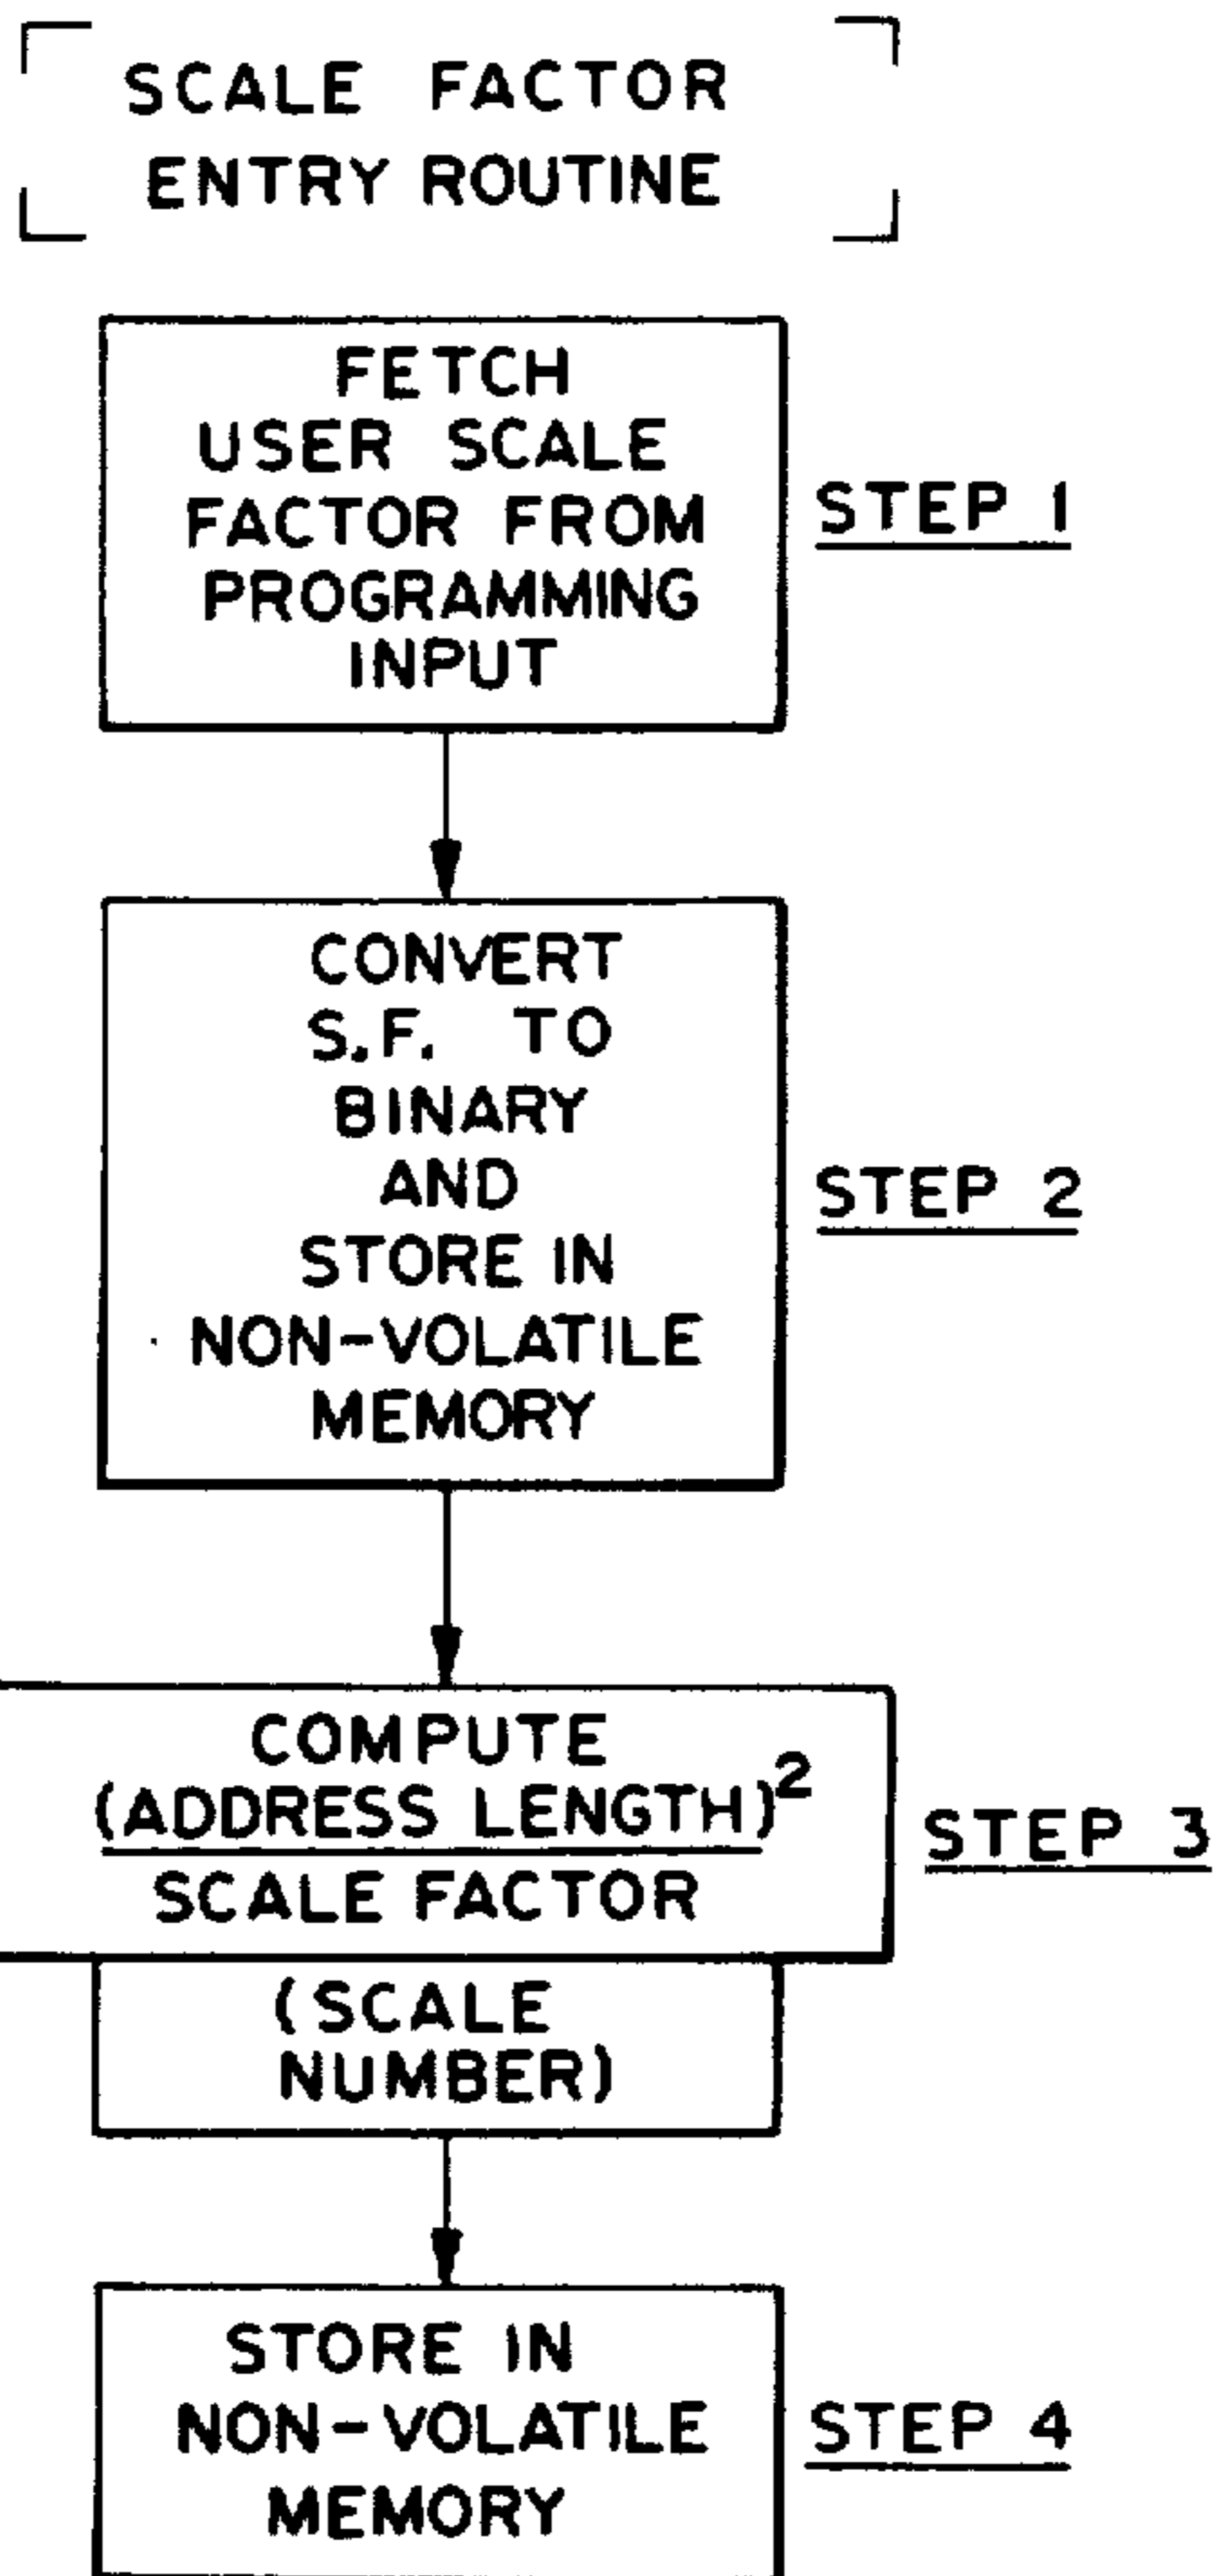 SCALE FACTOR
ENTRY ROUTINE
FETCH
USER SCALE
FACTOR FROM
PROGRAMMING
INPUT
STEP 1
CONVERT
S.F. TO
BINARY
AND
STORE IN
NON-VOLATILE
MEMORY
STEP 2
COMPUTE
(ADDRESS LENGTH)²
SCALE FACTOR
STEP 3
(SCALE
NUMBER)
STORE IN
NON-VOLATILE
MEMORY
STEP 4